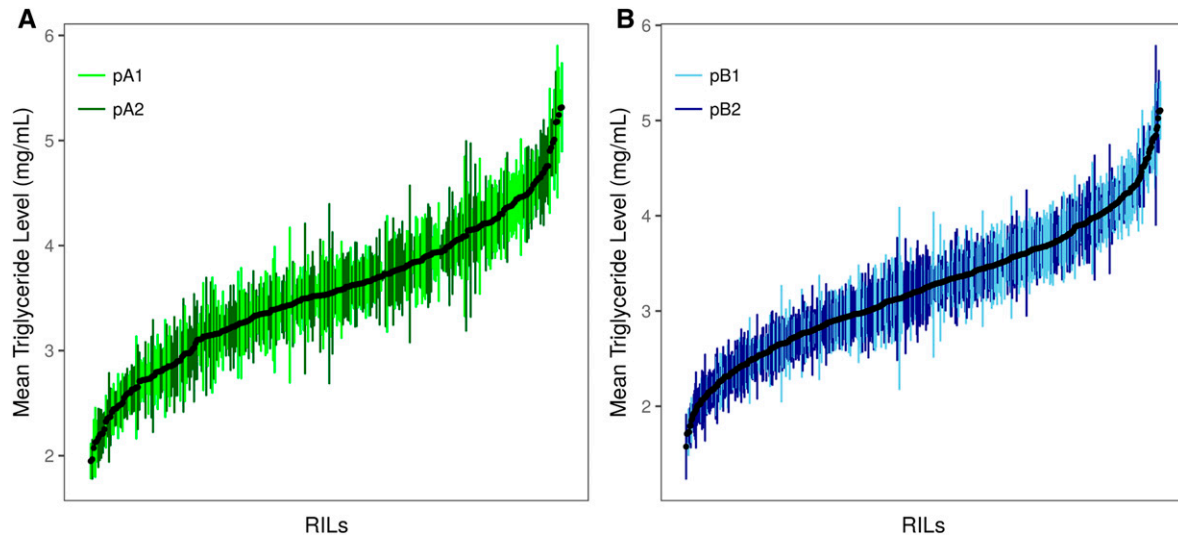 A
Mean Triglyceride Level (mg/mL)
6
5
4
3
2
pA1
pA2
RILs
B
Mean Triglyceride Level (mg/mL)
6
5
4
3
2
pB1
pB2
RILs